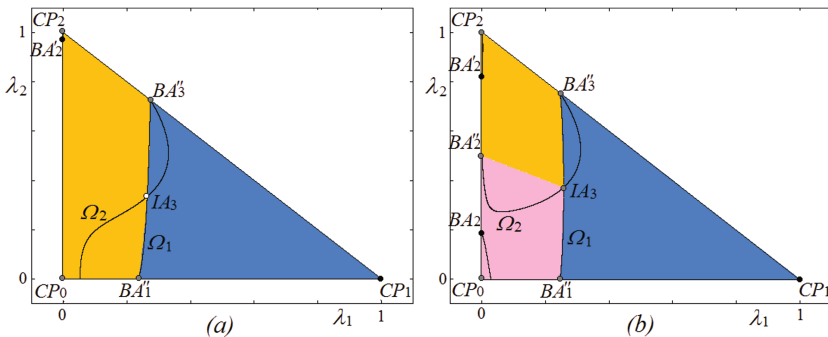 CP₂
1
BA′₂
λ₂
BA″₃
IA₃
Ω₂
Ω₁
0
CP₀
BA″₁
CP₁
0
(a)
λ₁
1
CP₂
1
BA′₂
λ₂
BA″₃
BA″₂
IA₃
BA₂
Ω₂
Ω₁
0
CP₀
BA″₁
CP₁
0
(b)
λ₁
1